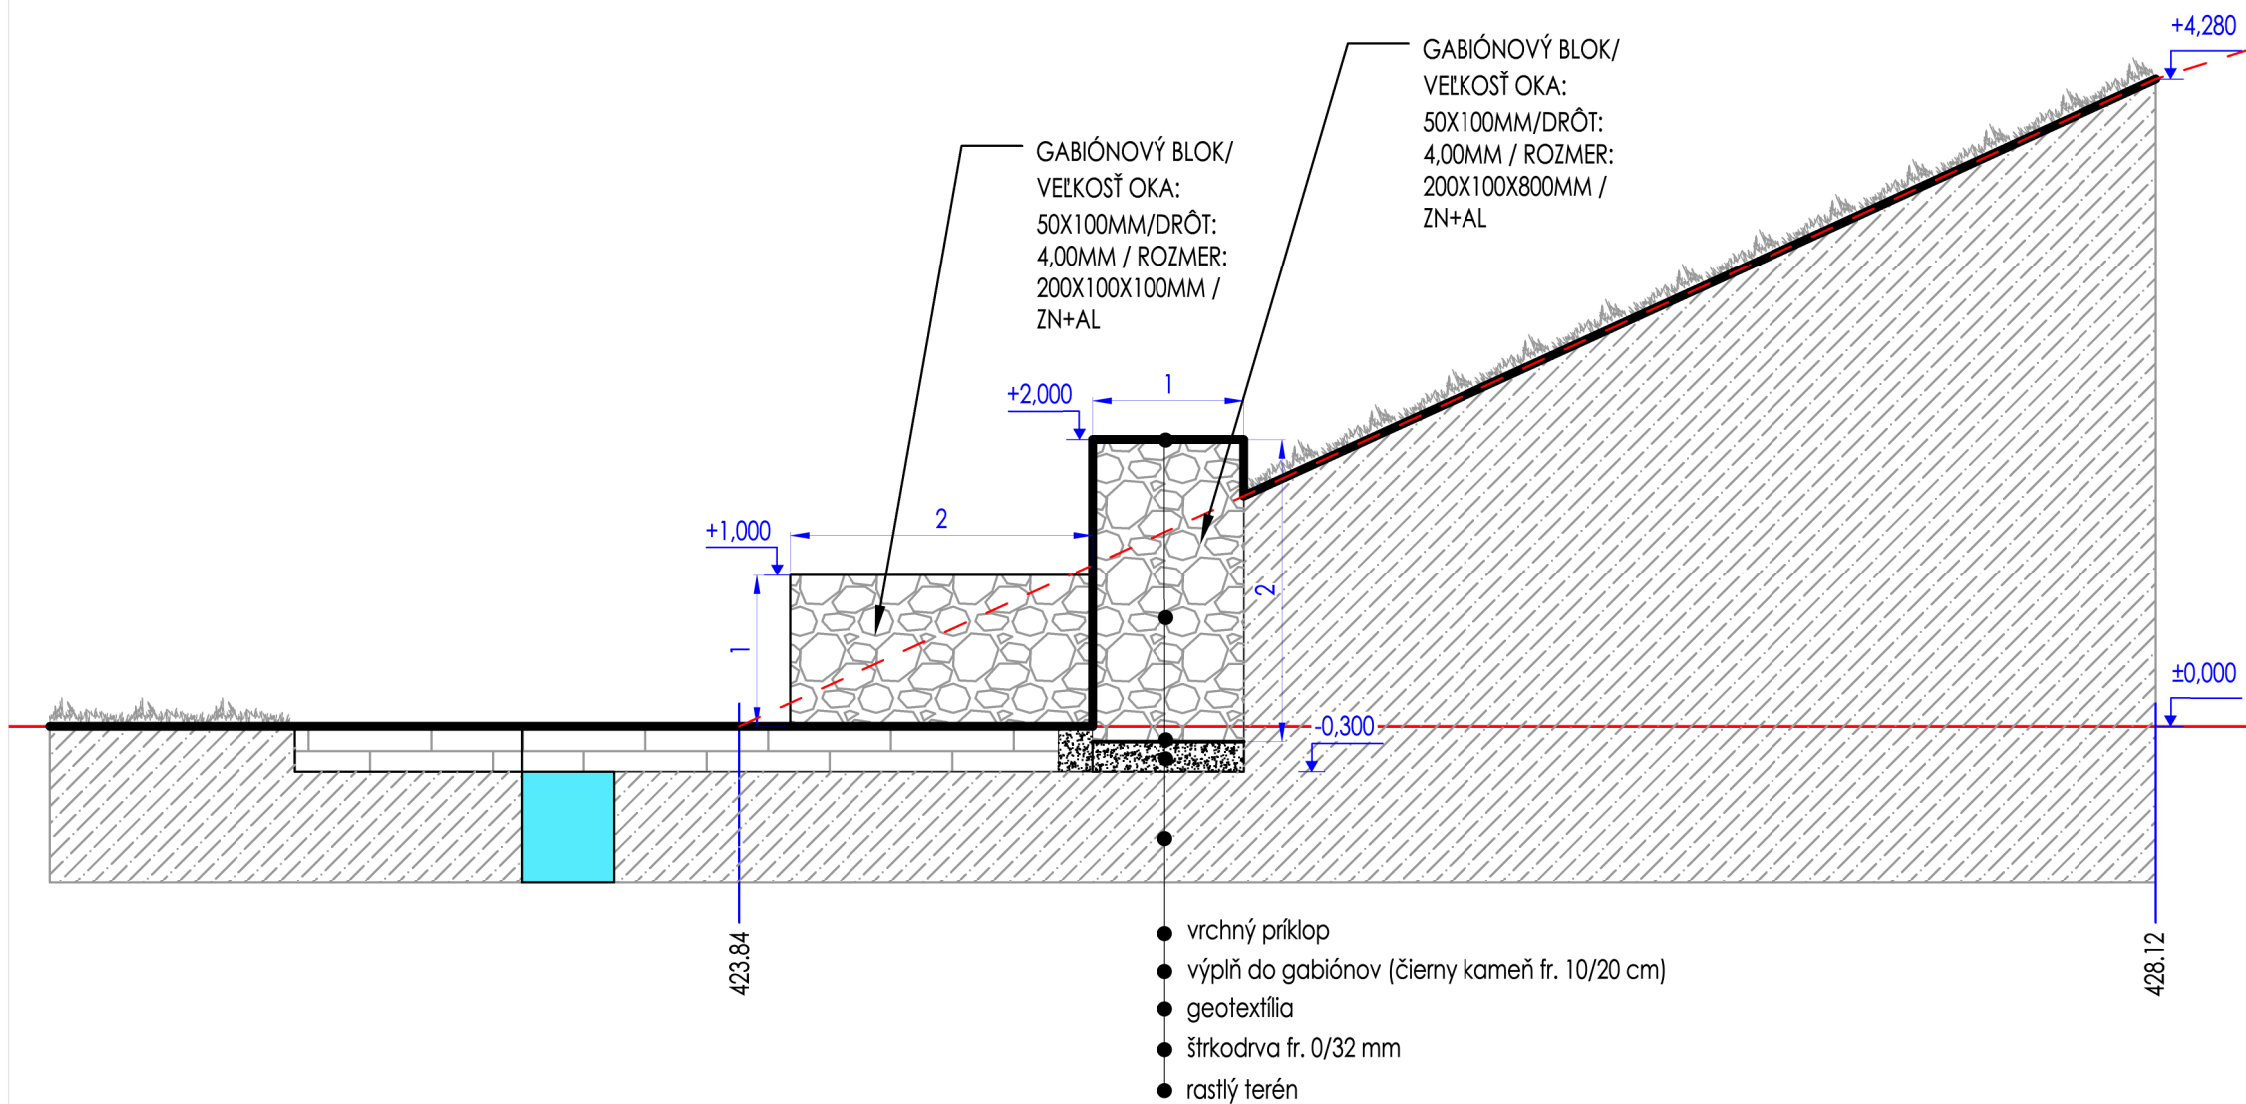 +4,280
GABIÓNOVÝ BLOK/
VEĽKOSŤ OKA:
50X100MM/DRÔT:
4,00MM / ROZMER:
200X100X800MM /
ZN+AL
GABIÓNOVÝ BLOK/
VEĽKOSŤ OKA:
50X100MM/DRÔT:
4,00MM / ROZMER:
200X100X100MM /
ZN+AL
+2,000
1
+1,000
2
2
1
±0,000
-0,300
423.84
428.12
vrchný príklop
výplň do gabiónov (čierny kameň fr. 10/20 cm)
geotextília
štrkodrva fr. 0/32 mm
rastlý terén